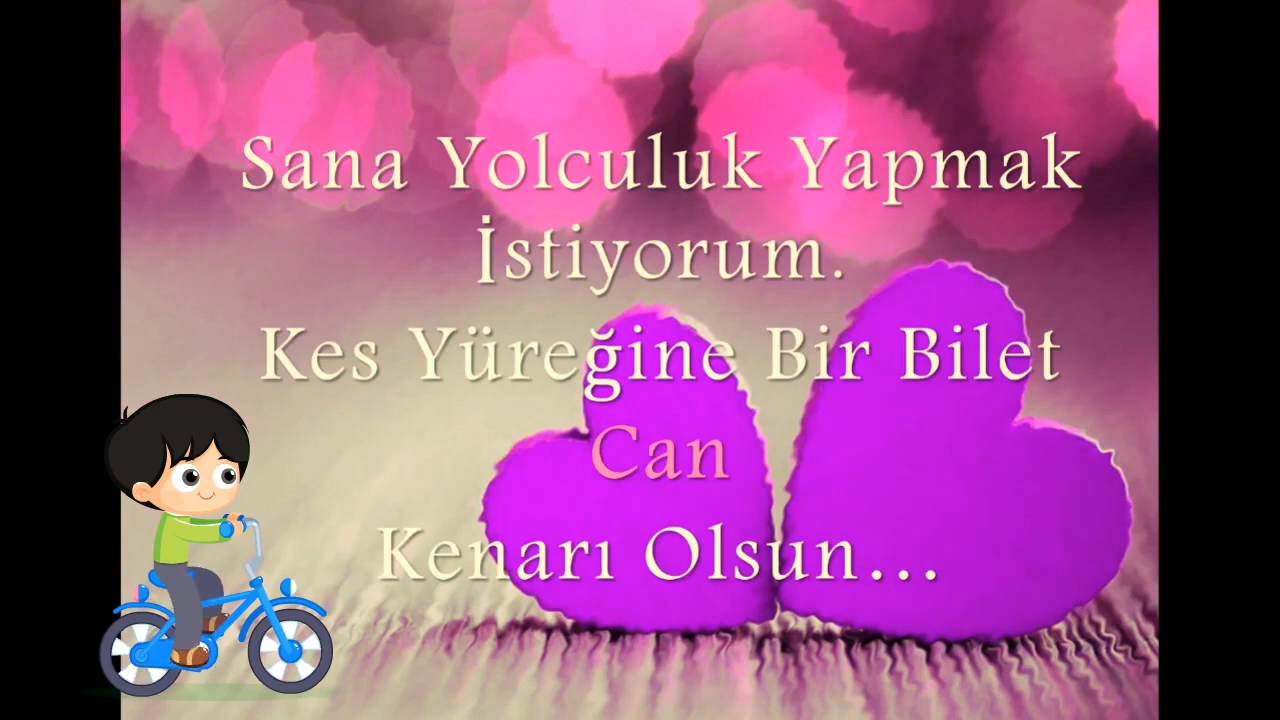 Sana Yolculuk Yapmak
İstiyorum.
Kes Yüreğine Bir Bilet
Can
Kenarı Olsun...